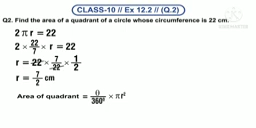 CLASS-10 // Ex 12.2 // (Q.2)
Q2. Find the area of a quadrant of a circle whose circumference is 22 cm.
2 π r = 22
2 × 22/7 × r = 22
r = 22 × 7/22 × 1/2
r = 7/2 cm
Area of quadrant = θ/360° × πr²